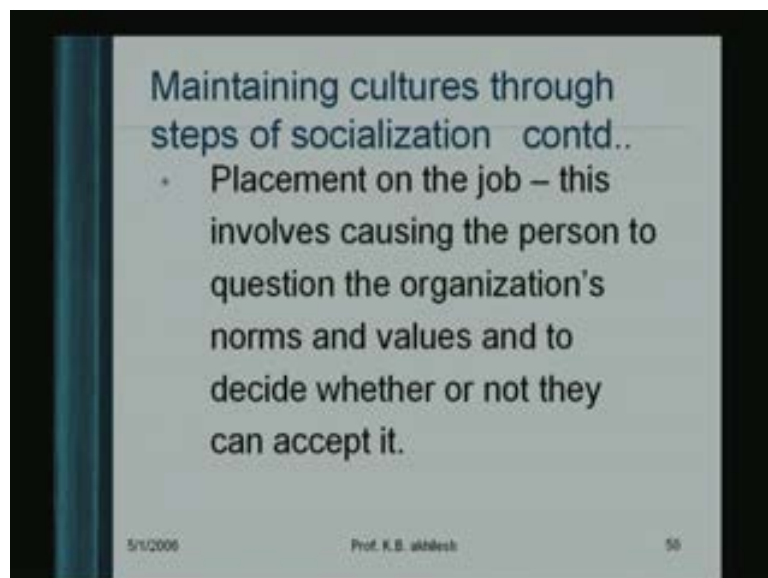 Maintaining cultures through
steps of socialization contd..
• Placement on the job – this
involves causing the person to
question the organization's
norms and values and to
decide whether or not they
can accept it.
5/1/2006 Prof. K.B. akhilesh 50